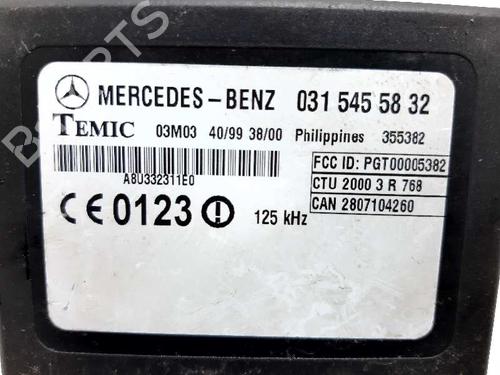 MERCEDES-BENZ 031 545 58 32
TEMIC 03M03 40/99 38/00 Philippines 355382
FCC ID: PGT00005382
A8U332311E0
CTU 2000 3 R 768
CAN 2807104260
CE 0123 125 kHz
PARTS